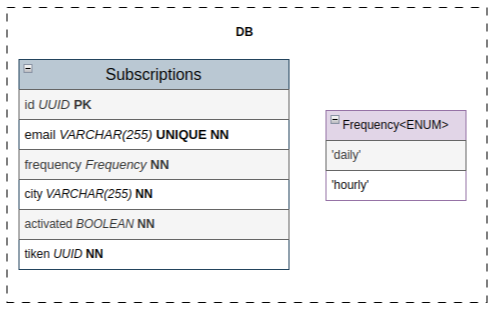 DB
Subscriptions
id UUID PK
email VARCHAR(255) UNIQUE NN
frequency Frequency NN
city VARCHAR(255) NN
activated BOOLEAN NN
tiken UUID NN
Frequency<ENUM>
'daily'
'hourly'